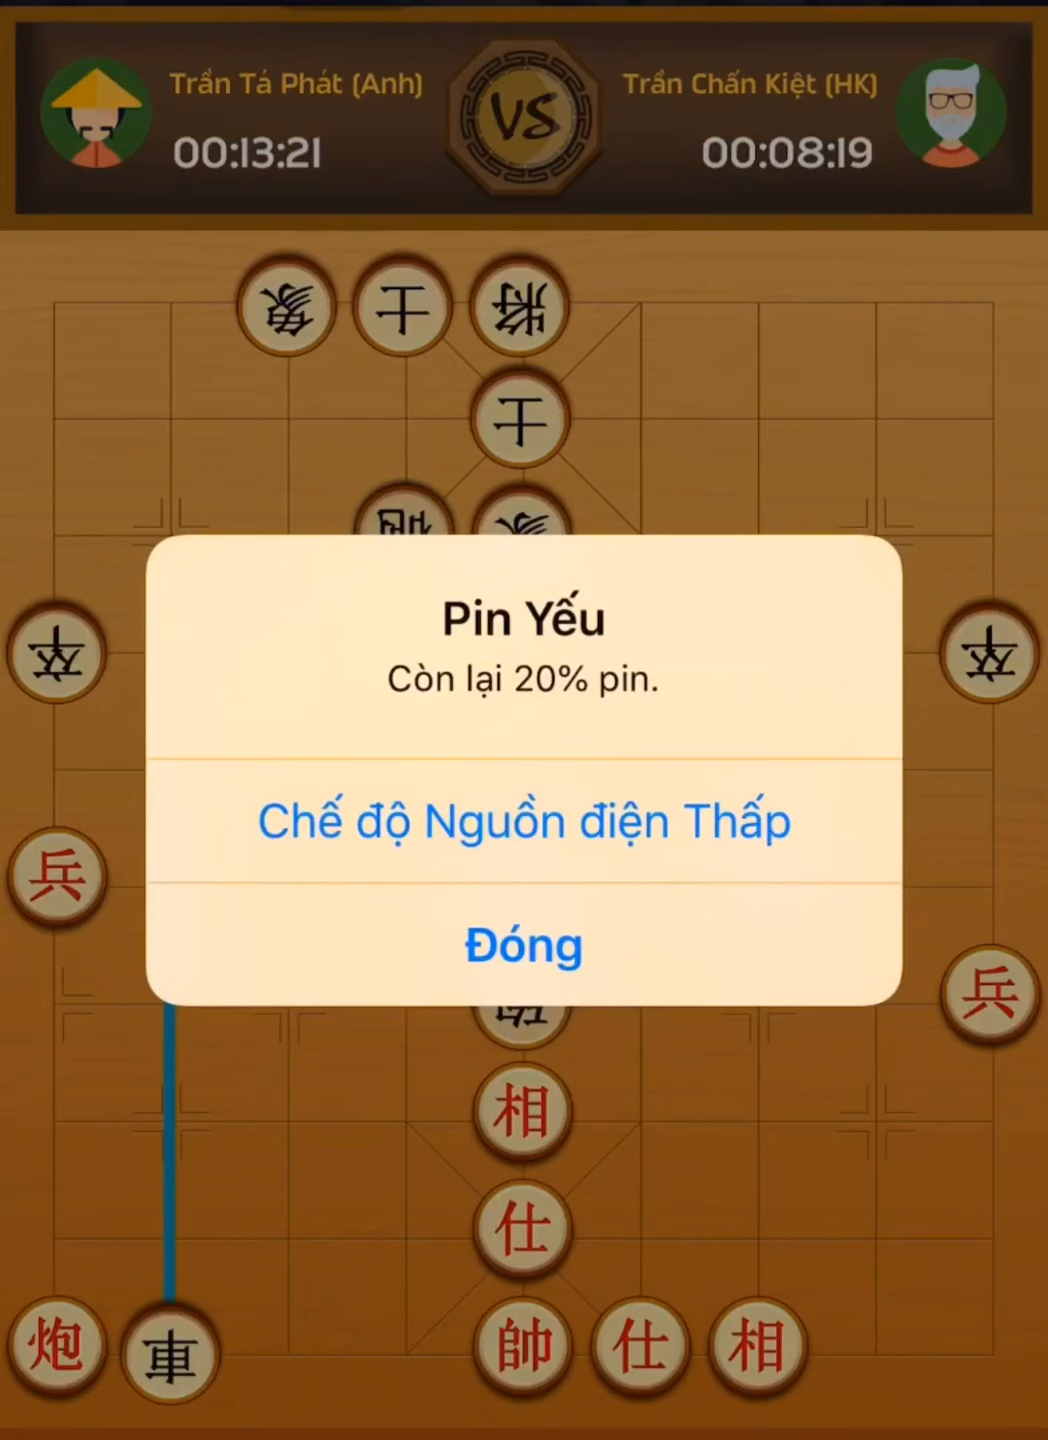 Trần Tá Phát (Anh)
VS
Trần Chấn Kiệt (HK)
00:13:21
00:08:19
象 士 將
士
卒 卒
Pin Yếu
Còn lại 20% pin.
Chế độ Nguồn điện Thấp
Đóng
兵
兵
相
仕
炮 車 帥 仕 相